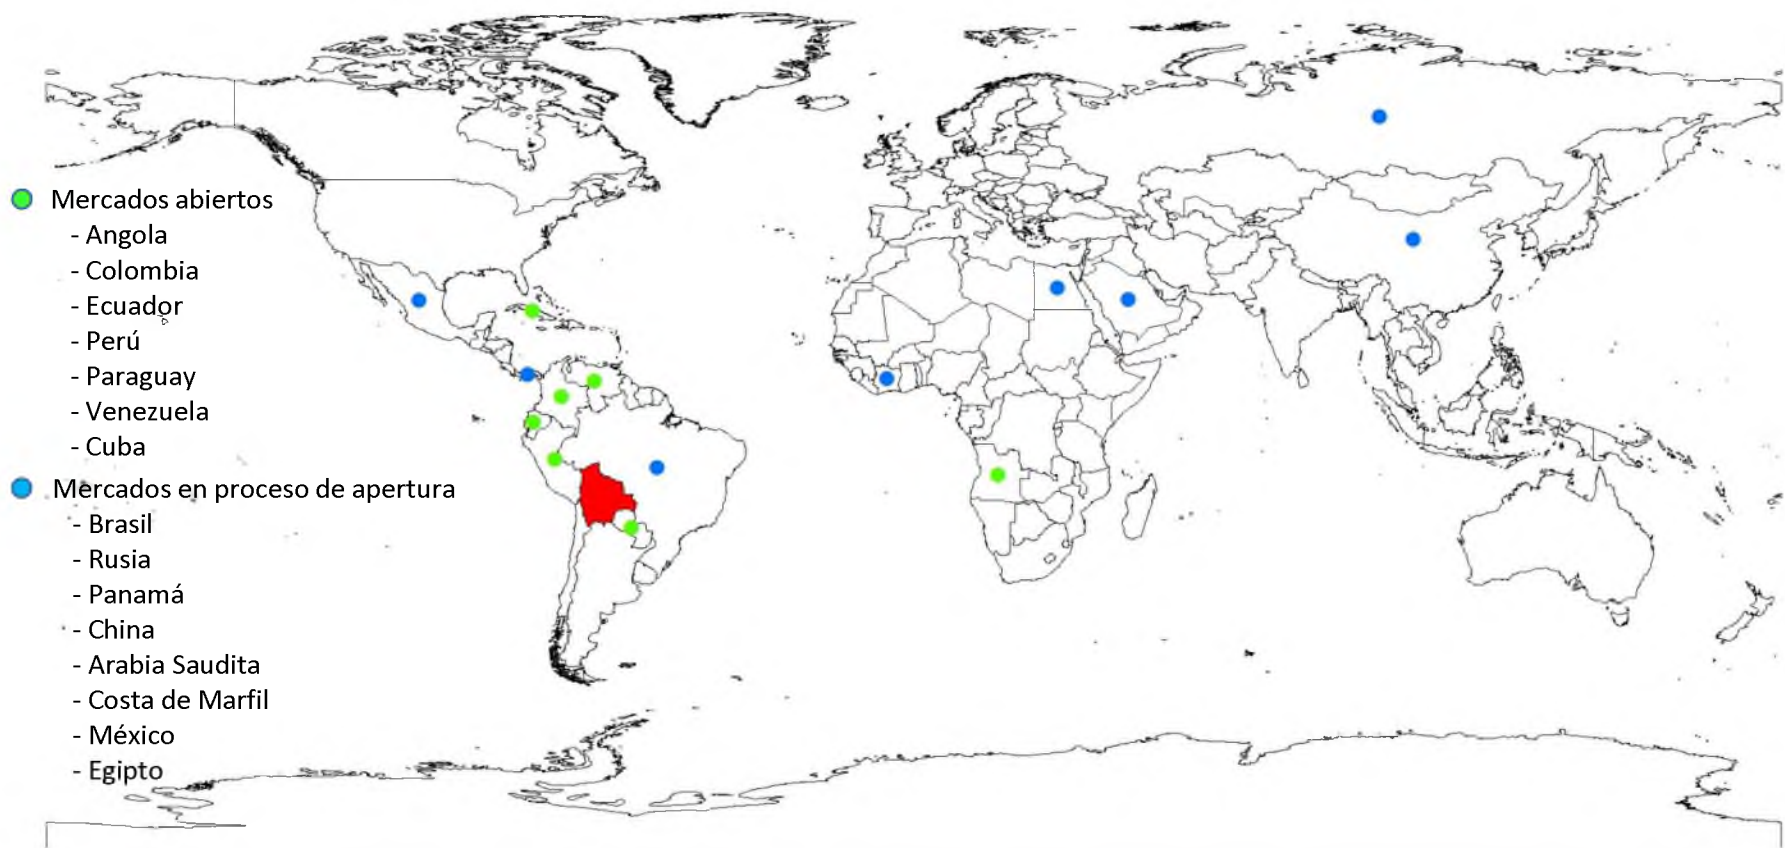 Mercados abiertos
- Angola
- Colombia
- Ecuador
- Perú
- Paraguay
- Venezuela
- Cuba
Mercados en proceso de apertura
- Brasil
- Rusia
- Panamá
- China
- Arabia Saudita
- Costa de Marfil
- México
- Egipto